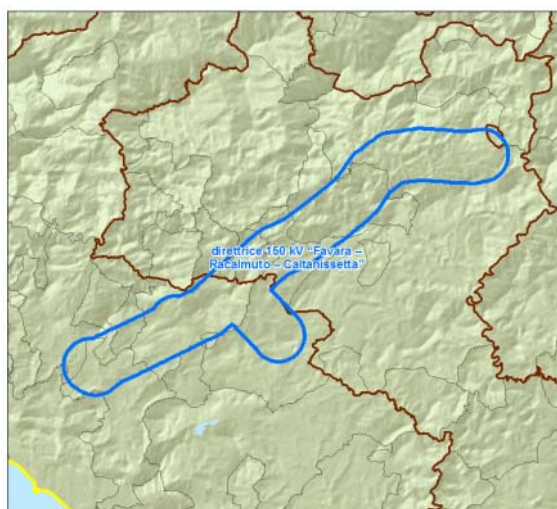 direttrice 150 kV "Favara –
Racalmuto – Caltanissetta"